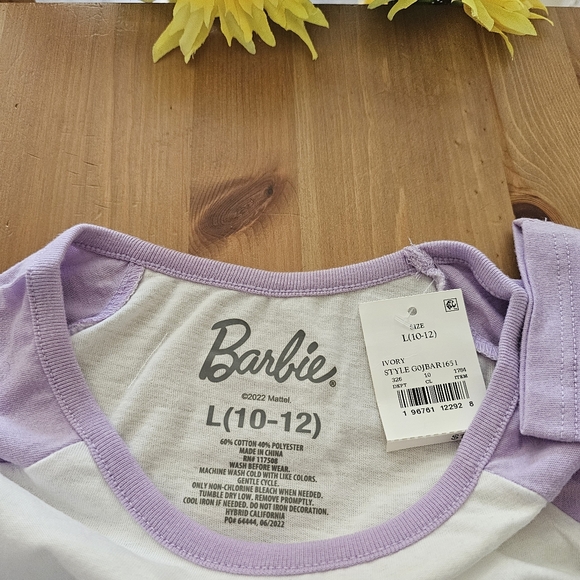 Barbie®
©2022 Mattel.
L(10-12)
60% COTTON 40% POLYESTER
MADE IN CHINA
RN# 117508
WASH BEFORE WEAR.
MACHINE WASH COLD WITH LIKE COLORS.
GENTLE CYCLE.
ONLY NON-CHLORINE BLEACH WHEN NEEDED.
TUMBLE DRY LOW. REMOVE PROMPTLY.
COOL IRON IF NEEDED. DO NOT IRON DECORATION.
HYBRID CALIFORNIA
PO# 64444, 06/2022
SIZE
L(10-12)
IVORY
STYLE G0JBAR1651
326 10 1704
DEPT CL ITEM
1 96761 12292 8